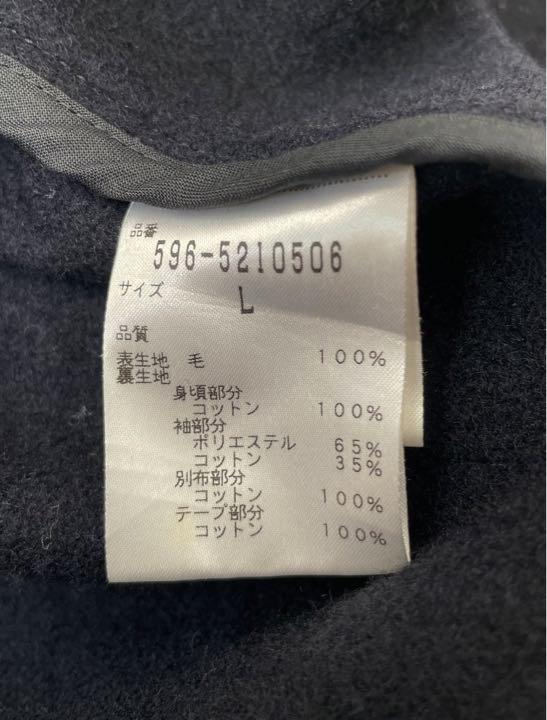 品番
596-5210506
サイズ
L
品質
表生地 毛 100%
裏生地
身頃部分
コットン 100%
袖部分
ポリエステル 65%
コットン 35%
別布部分
コットン 100%
テープ部分
コットン 100%